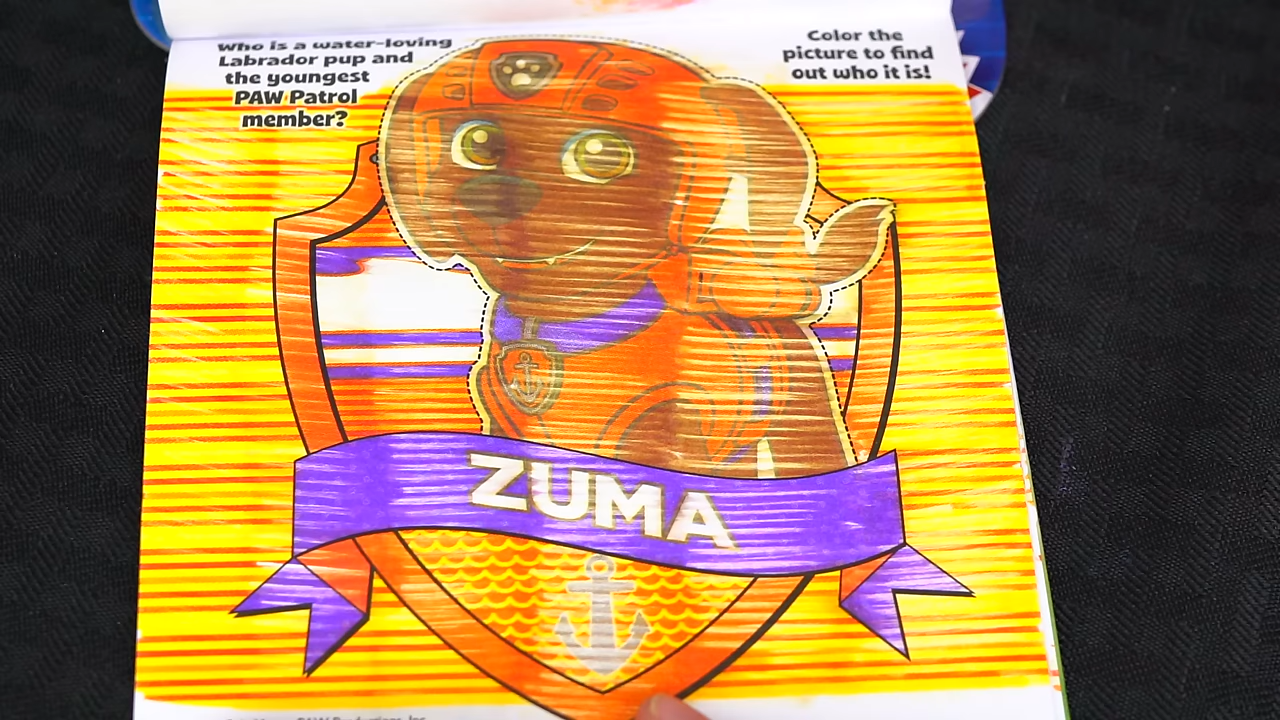 Who is a water-loving
Labrador pup and
the youngest
PAW Patrol
member?
Color the
picture to find
out who it is!
ZUMA